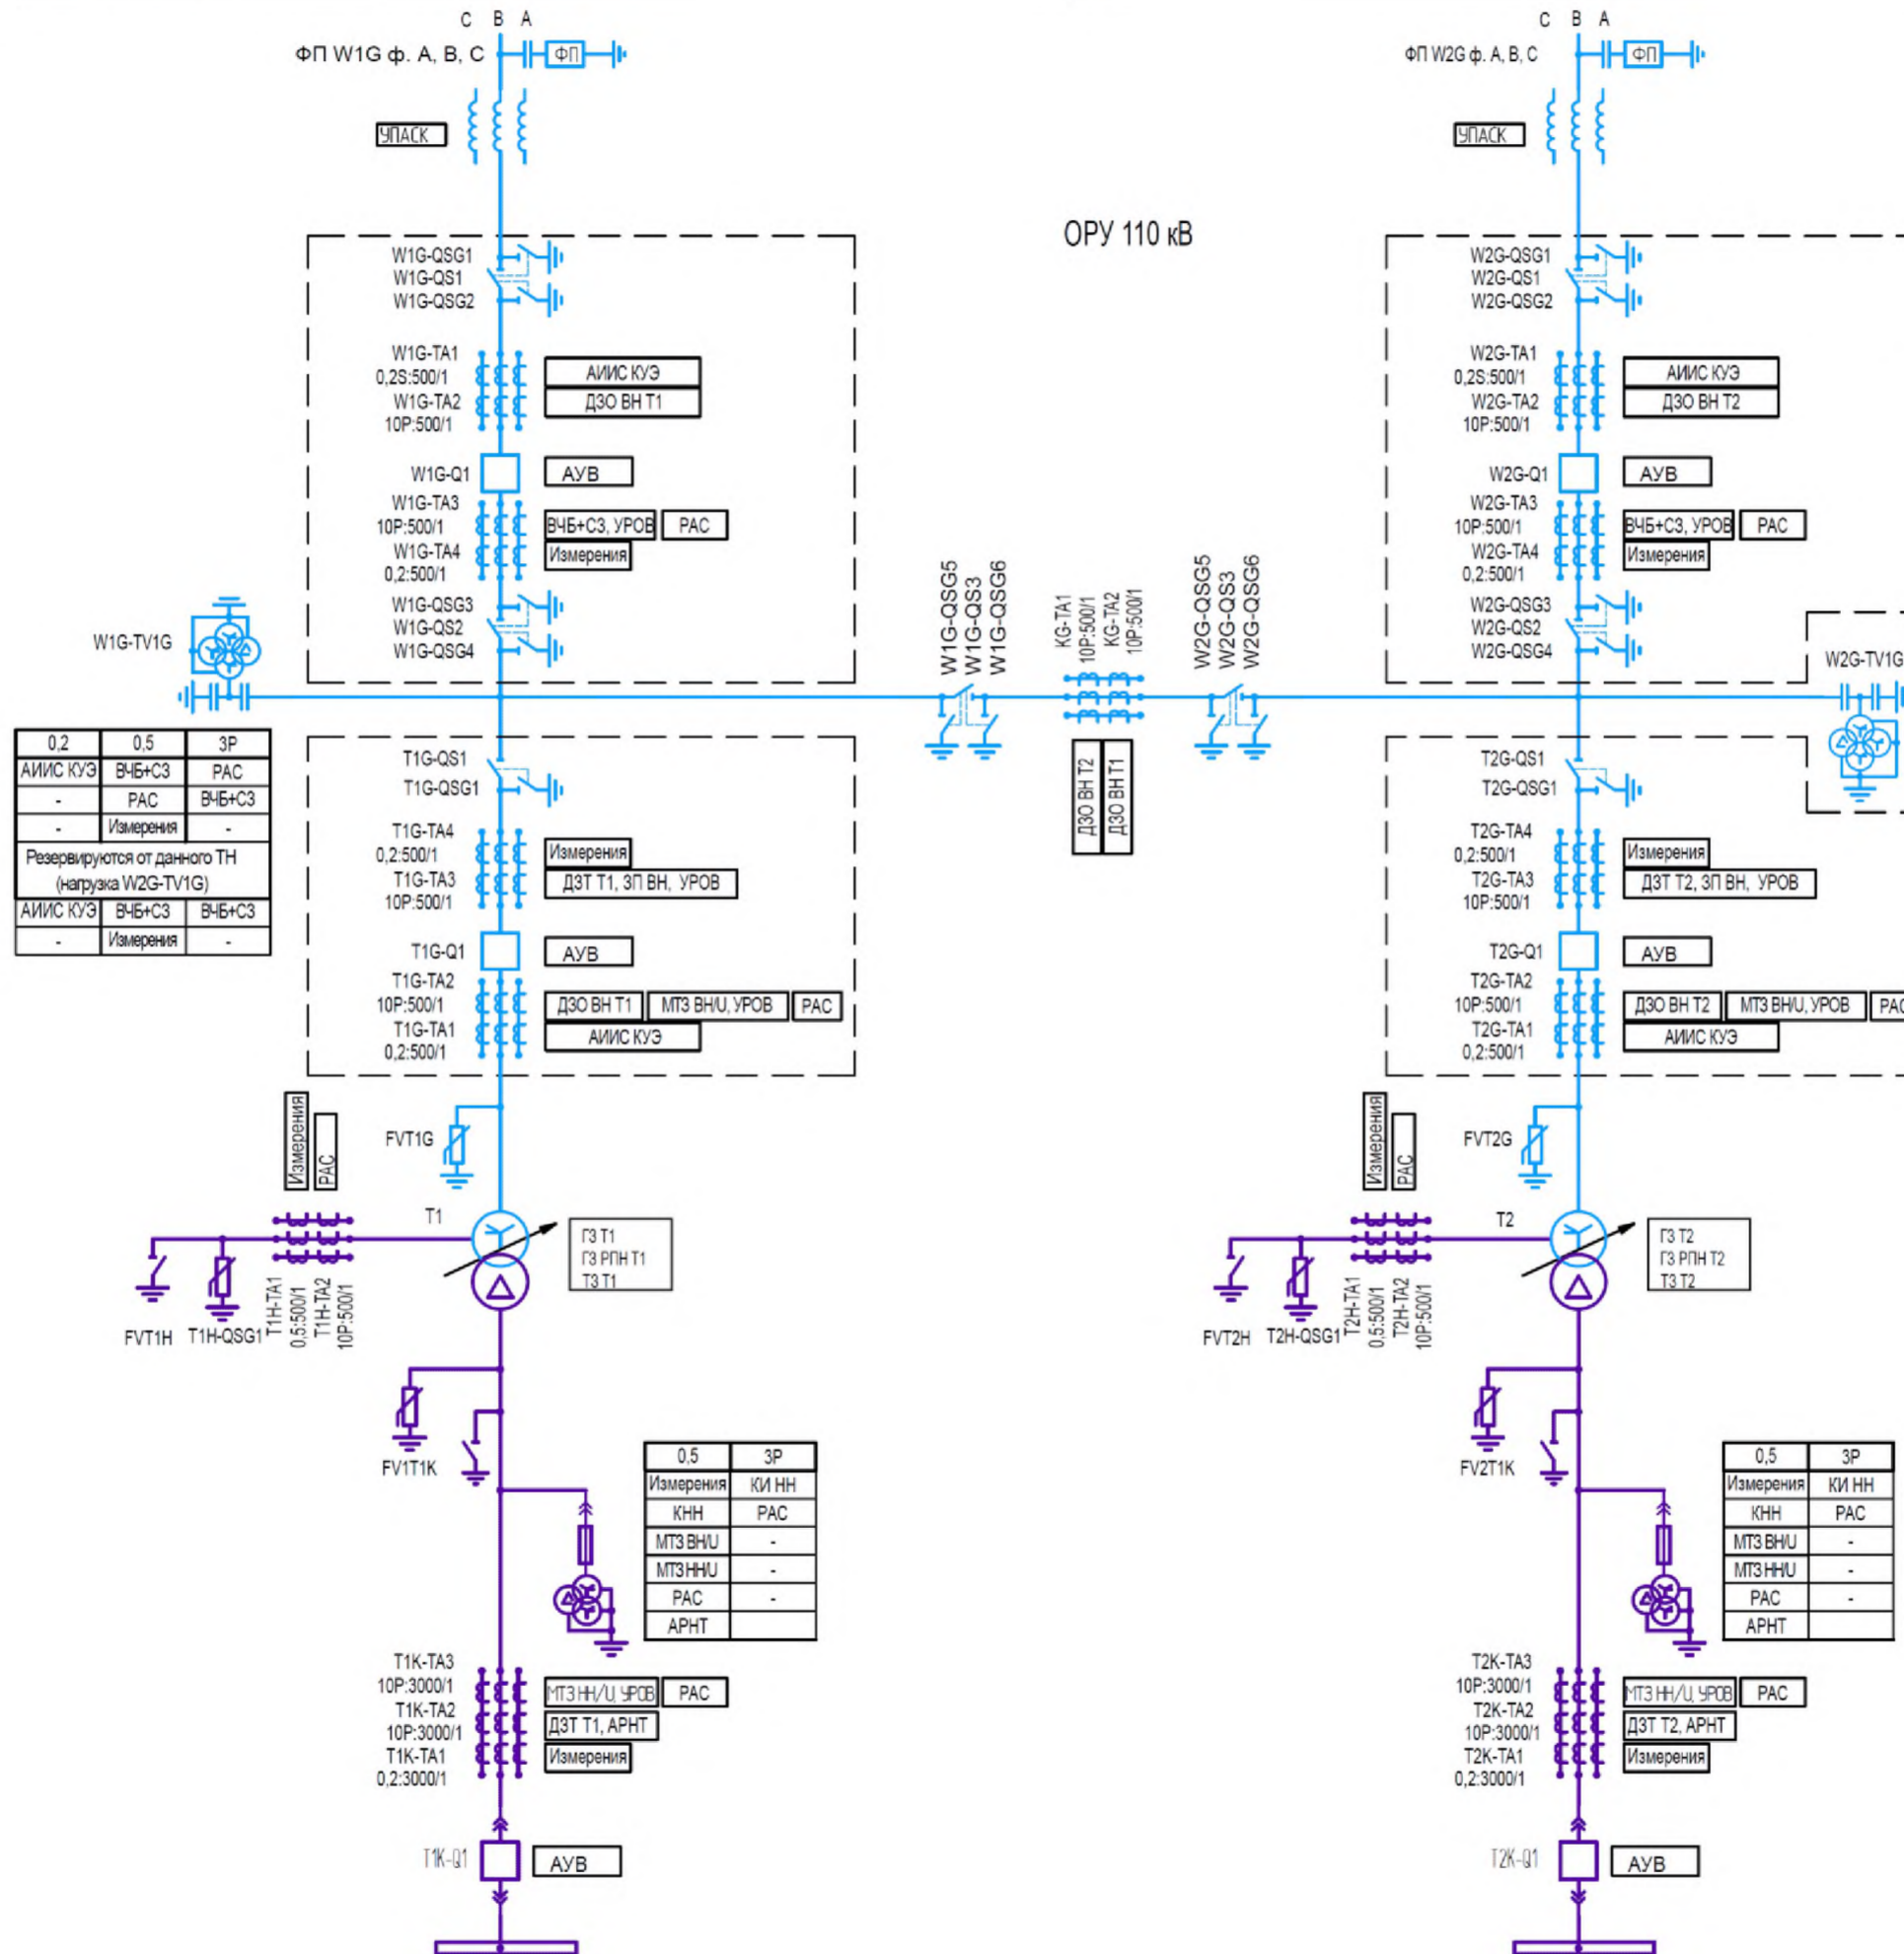 C B A
ФП W1G ф. A, B, C
ФП
УПАСК
W1G-QSG1
W1G-QS1
W1G-QSG2
W1G-TA1
0,2S:500/1
W1G-TA2
10P:500/1
АИИС КУЭ
ДЗО ВН Т1
W1G-Q1
АУВ
W1G-TA3
10P:500/1
W1G-TA4
0,2:500/1
ВЧБ+СЗ, УРОВ
РАС
Измерения
W1G-QSG3
W1G-QS2
W1G-QSG4
W1G-TV1G
0,2 0,5 3P
АИИС КУЭ ВЧБ+СЗ РАС
- РАС ВЧБ+СЗ
- Измерения -
Резервируются от данного ТН
(нагрузка W2G-TV1G)
АИИС КУЭ ВЧБ+СЗ ВЧБ+СЗ
- Измерения -
T1G-QS1
T1G-QSG1
T1G-TA4
0,2:500/1
T1G-TA3
10P:500/1
Измерения
ДЗТ Т1, ЗП ВН, УРОВ
T1G-Q1
АУВ
T1G-TA2
10P:500/1
T1G-TA1
0,2:500/1
ДЗО ВН Т1
МТЗ ВН/U, УРОВ
РАС
АИИС КУЭ
Измерения
РАС
FVT1G
T1
ГЗ Т1
ГЗ РПН Т1
ТЗ Т1
FVT1H
T1H-QSG1
T1H-TA1
0,5:500/1
T1H-TA2
10P:500/1
FV1T1K
0,5 3P
Измерения КИ НН
КНН РАС
МТЗ ВН/U -
МТЗ НН/U -
РАС -
АРНТ
T1K-TA3
10P:3000/1
T1K-TA2
10P:3000/1
T1K-TA1
0,2:3000/1
МТЗ НН/U, УРОВ
РАС
ДЗТ Т1, АРНТ
Измерения
T1K-Q1
АУВ
ОРУ 110 кВ
W1G-QSG5
W1G-QS3
W1G-QSG6
KG-TA1
10P:500/1
KG-TA2
10P:500/1
W2G-QSG5
W2G-QS3
W2G-QSG6
ДЗО ВН Т2
ДЗО ВН Т1
C B A
ФП W2G ф. A, B, C
ФП
УПАСК
W2G-QSG1
W2G-QS1
W2G-QSG2
W2G-TA1
0,2S:500/1
W2G-TA2
10P:500/1
АИИС КУЭ
ДЗО ВН Т2
W2G-Q1
АУВ
W2G-TA3
10P:500/1
W2G-TA4
0,2:500/1
ВЧБ+СЗ, УРОВ
РАС
Измерения
W2G-QSG3
W2G-QS2
W2G-QSG4
W2G-TV1G
T2G-QS1
T2G-QSG1
T2G-TA4
0,2:500/1
T2G-TA3
10P:500/1
Измерения
ДЗТ Т2, ЗП ВН, УРОВ
T2G-Q1
АУВ
T2G-TA2
10P:500/1
T2G-TA1
0,2:500/1
ДЗО ВН Т2
МТЗ ВН/U, УРОВ
РАС
АИИС КУЭ
Измерения
РАС
FVT2G
T2
ГЗ Т2
ГЗ РПН Т2
ТЗ Т2
FVT2H
T2H-QSG1
T2H-TA1
0,5:500/1
T2H-TA2
10P:500/1
FV2T1K
0,5 3P
Измерения КИ НН
КНН РАС
МТЗ ВН/U -
МТЗ НН/U -
РАС -
АРНТ
T2K-TA3
10P:3000/1
T2K-TA2
10P:3000/1
T2K-TA1
0,2:3000/1
МТЗ НН/U, УРОВ
РАС
ДЗТ Т2, АРНТ
Измерения
T2K-Q1
АУВ